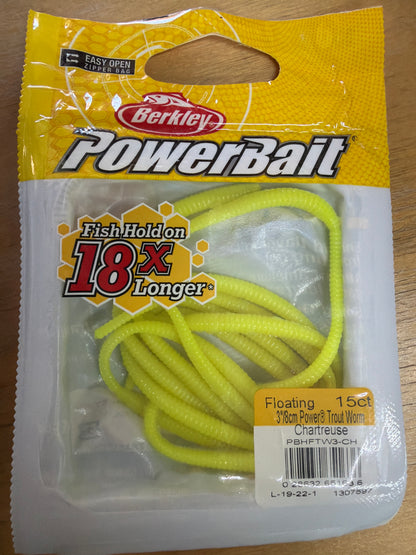 EASY OPEN
ZIPPER BAG
Berkley
PowerBait®
Fish Hold on
18x
Longer*
Floating 15ct
3"/8cm Power® Trout Worm
Chartreuse
PBHFTW3-CH
L-19-22-1 1307597